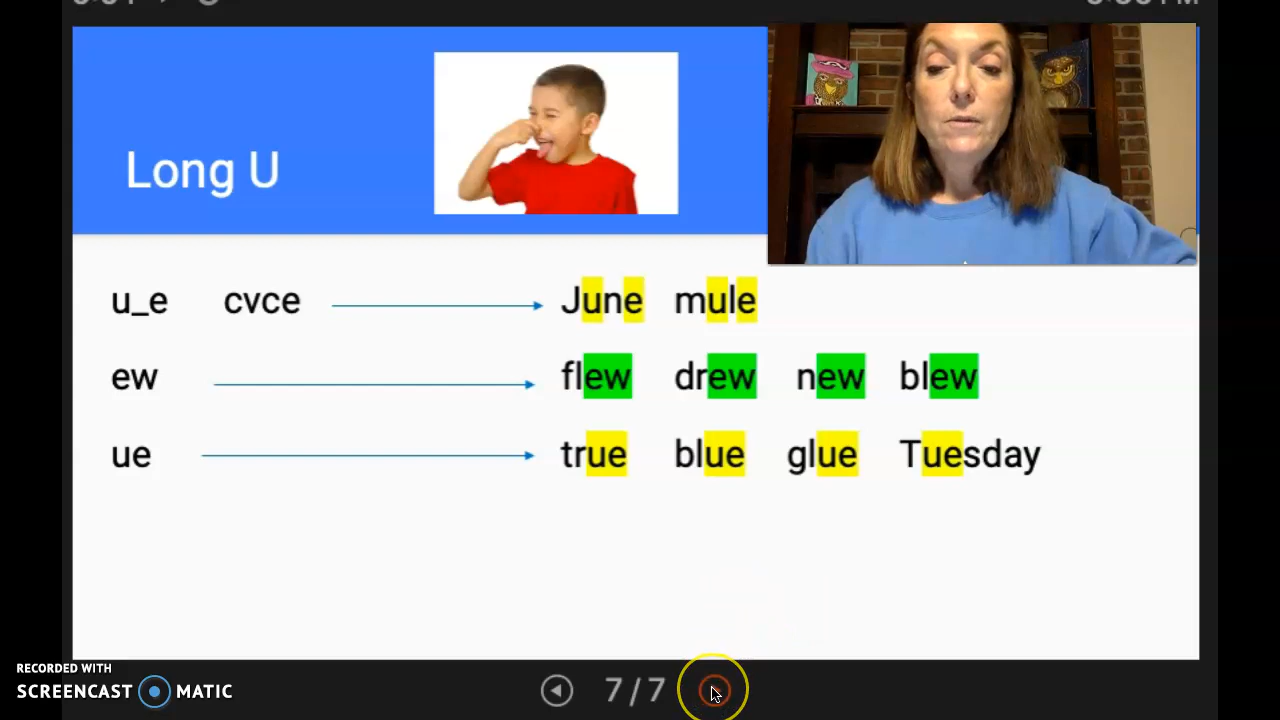 Long U
u_e cvce June mule
ew flew drew new blew
ue true blue glue Tuesday
RECORDED WITH
SCREENCAST MATIC
7/7